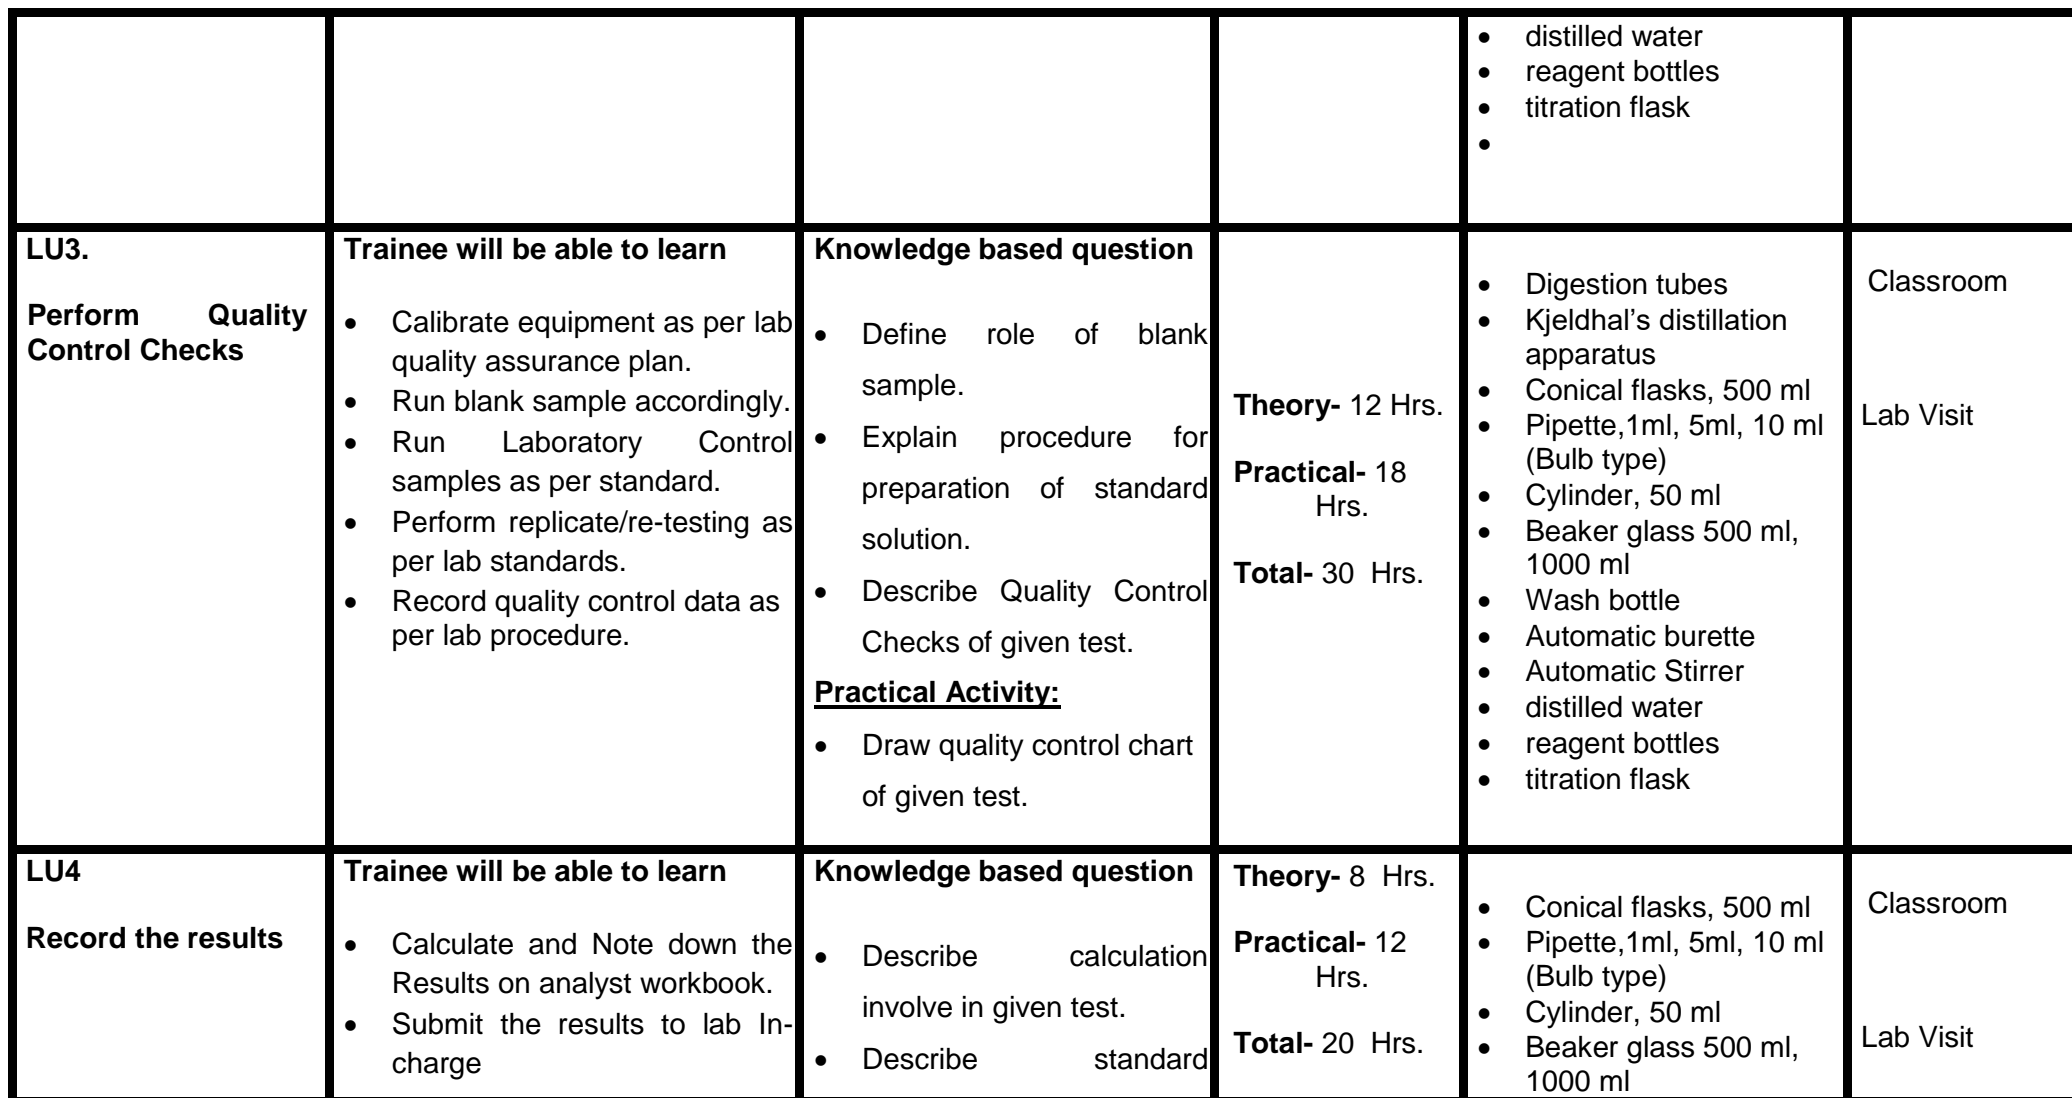 • distilled water
• reagent bottles
• titration flask
•
LU3.
Perform Quality
Control Checks
Trainee will be able to learn
• Calibrate equipment as per lab
quality assurance plan.
• Run blank sample accordingly.
• Run Laboratory Control
samples as per standard.
• Perform replicate/re-testing as
per lab standards.
• Record quality control data as
per lab procedure.
Knowledge based question
• Define role of blank
sample.
• Explain procedure for
preparation of standard
solution.
• Describe Quality Control
Checks of given test.
Practical Activity:
• Draw quality control chart
of given test.
Theory- 12 Hrs.
Practical- 18
Hrs.
Total- 30 Hrs.
• Digestion tubes
• Kjeldhal’s distillation
apparatus
• Conical flasks, 500 ml
• Pipette,1ml, 5ml, 10 ml
(Bulb type)
• Cylinder, 50 ml
• Beaker glass 500 ml,
1000 ml
• Wash bottle
• Automatic burette
• Automatic Stirrer
• distilled water
• reagent bottles
• titration flask
Classroom
Lab Visit
LU4
Record the results
Trainee will be able to learn
• Calculate and Note down the
Results on analyst workbook.
• Submit the results to lab In-
charge
Knowledge based question
• Describe calculation
involve in given test.
• Describe standard
Theory- 8 Hrs.
Practical- 12
Hrs.
Total- 20 Hrs.
• Conical flasks, 500 ml
• Pipette,1ml, 5ml, 10 ml
(Bulb type)
• Cylinder, 50 ml
• Beaker glass 500 ml,
1000 ml
Classroom
Lab Visit